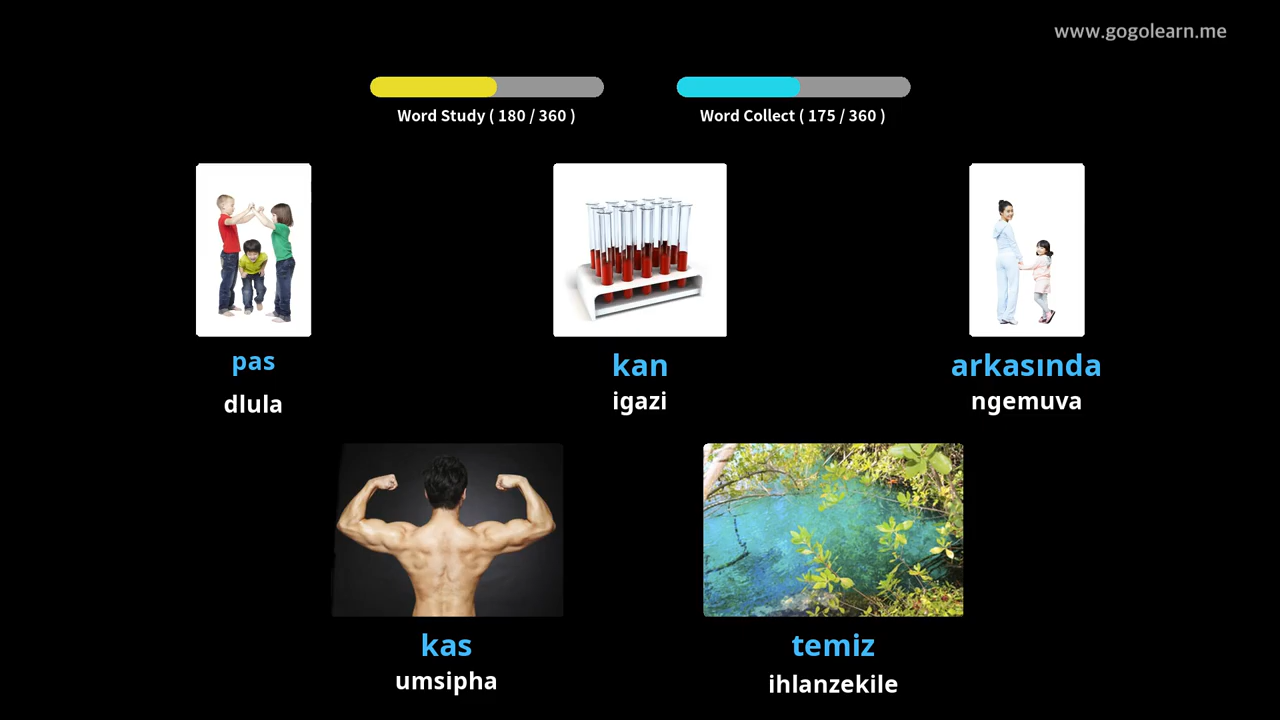 www.gogolearn.me
Word Study ( 180 / 360 )
Word Collect ( 175 / 360 )
pas
dlula
kan
igazi
arkasında
ngemuva
kas
umsipha
temiz
ihlanzekile